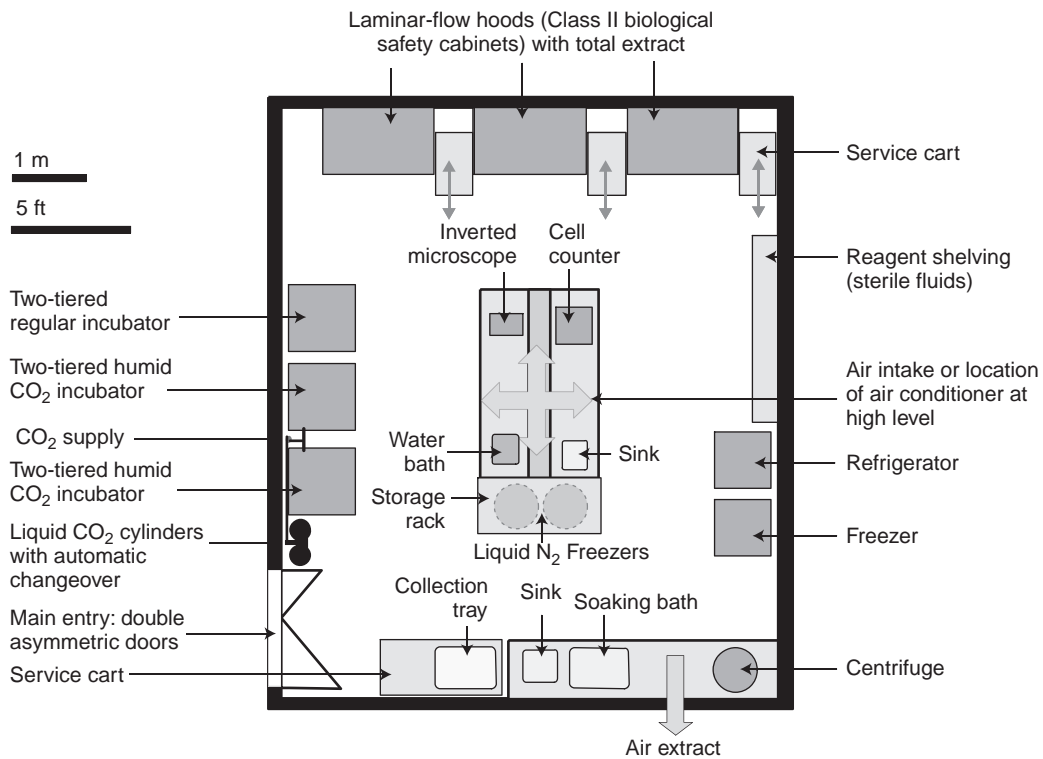 Laminar-flow hoods (Class II biological
safety cabinets) with total extract
1 m
5 ft
Service cart
Inverted
microscope
Cell
counter
Reagent shelving
(sterile fluids)
Two-tiered
regular incubator
Two-tiered humid
CO2 incubator
Air intake or location
of air conditioner at
high level
CO2 supply
Water
bath
Sink
Refrigerator
Two-tiered humid
CO2 incubator
Storage
rack
Liquid CO2 cylinders
with automatic
changeover
Liquid N2 Freezers
Freezer
Collection
tray
Sink
Soaking bath
Main entry: double
asymmetric doors
Service cart
Centrifuge
Air extract